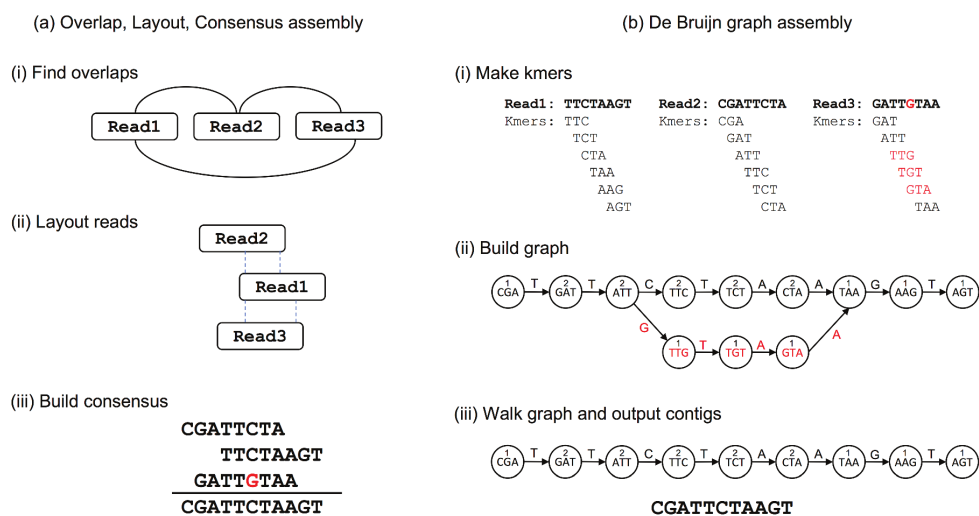 (a) Overlap, Layout, Consensus assembly
(i) Find overlaps
Read1 Read2 Read3
(ii) Layout reads
Read2
Read1
Read3
(iii) Build consensus
CGATTCTA
TTCTAAGT
GATTGTAA
CGATTCTAAGT
(b) De Bruijn graph assembly
(i) Make kmers
Read1: TTCTAAGT Read2: CGATTCTA Read3: GATTGTAA
Kmers: TTC Kmers: CGA Kmers: GAT
TCT GAT ATT
CTA ATT TTG
TAA TTC TGT
AAG TCT GTA
AGT CTA TAA
(ii) Build graph
T T C T A A G T
1 2 2 2 2 2 1 1 1
CGA GAT ATT TTC TCT CTA TAA AAG AGT
G T A A
1 1 1
TTG TGT GTA
(iii) Walk graph and output contigs
T T C T A A G T
1 2 2 2 2 2 1 1 1
CGA GAT ATT TTC TCT CTA TAA AAG AGT
CGATTCTAAGT